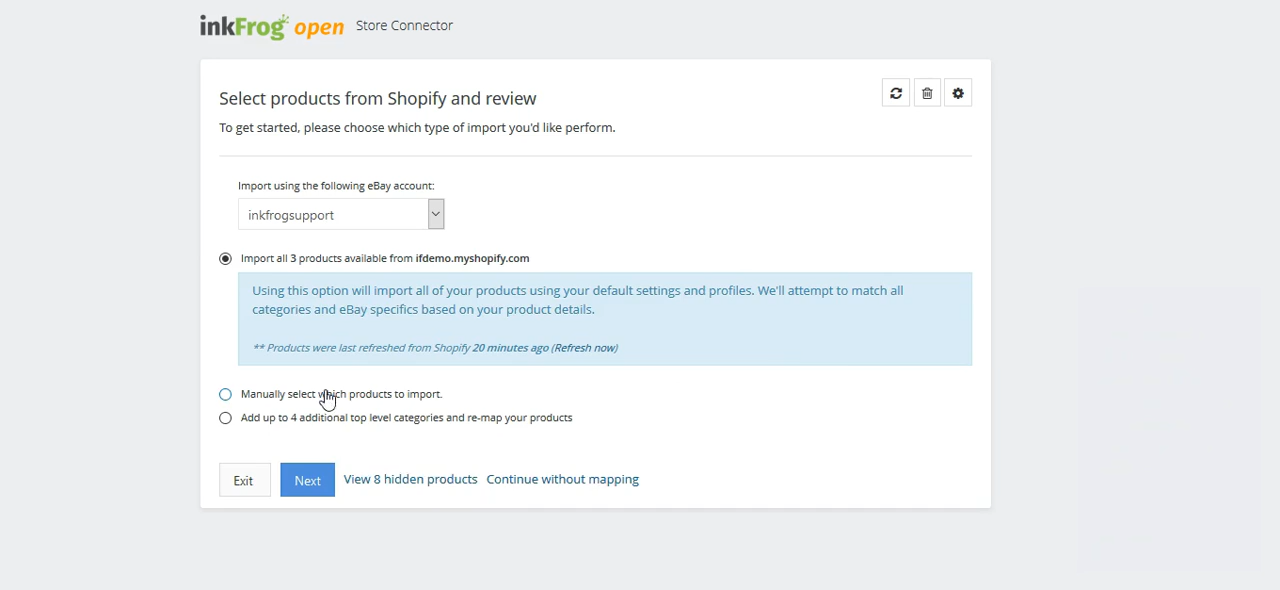 inkFrog open Store Connector
Select products from Shopify and review
To get started, please choose which type of import you'd like perform.
Import using the following eBay account:
inkfrogsupport
Import all 3 products available from ifdemo.myshopify.com
Using this option will import all of your products using your default settings and profiles. We'll attempt to match all
categories and eBay specifics based on your product details.
** Products were last refreshed from Shopify 20 minutes ago (Refresh now)
Manually select which products to import.
Add up to 4 additional top level categories and re-map your products
Exit Next View 8 hidden products Continue without mapping